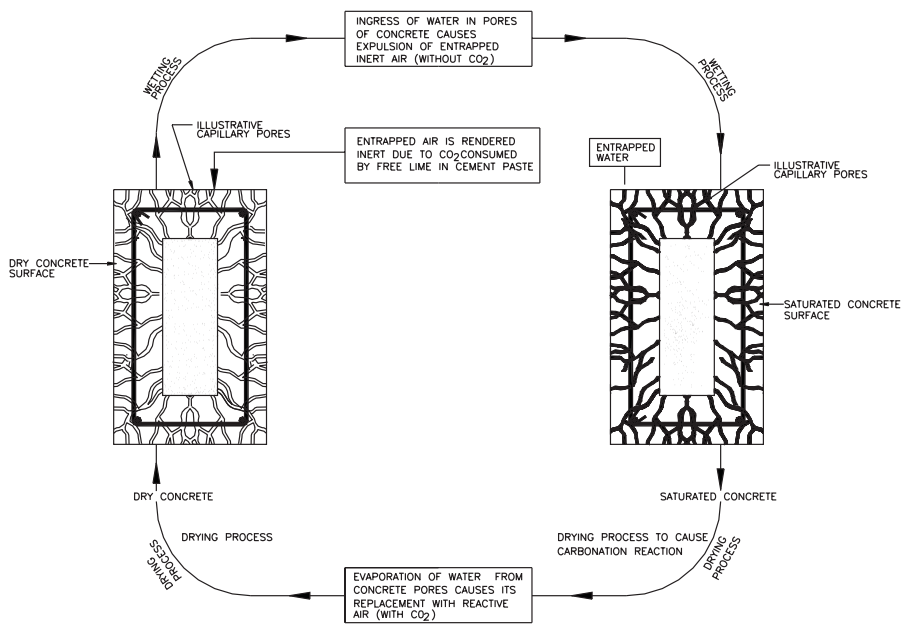 INGRESS OF WATER IN PORES
OF CONCRETE CAUSES
EXPULSION OF ENTRAPPED
INERT AIR (WITHOUT CO2)
WETTING
PROCESS
WETTING
PROCESS
ILLUSTRATIVE
CAPILLARY PORES
ENTRAPPED AIR IS RENDERED
INERT DUE TO CO2CONSUMED
BY FREE LIME IN CEMENT PASTE
ENTRAPPED
WATER
ILLUSTRATIVE
CAPILLARY PORES
DRY CONCRETE
SURFACE
SATURATED CONCRETE
SURFACE
DRY CONCRETE
SATURATED CONCRETE
DRYING PROCESS
DRYING PROCESS TO CAUSE
CARBONATION REACTION
DRYING
PROCESS
DRYING
PROCESS
EVAPORATION OF WATER FROM
CONCRETE PORES CAUSES ITS
REPLACEMENT WITH REACTIVE
AIR (WITH CO2)